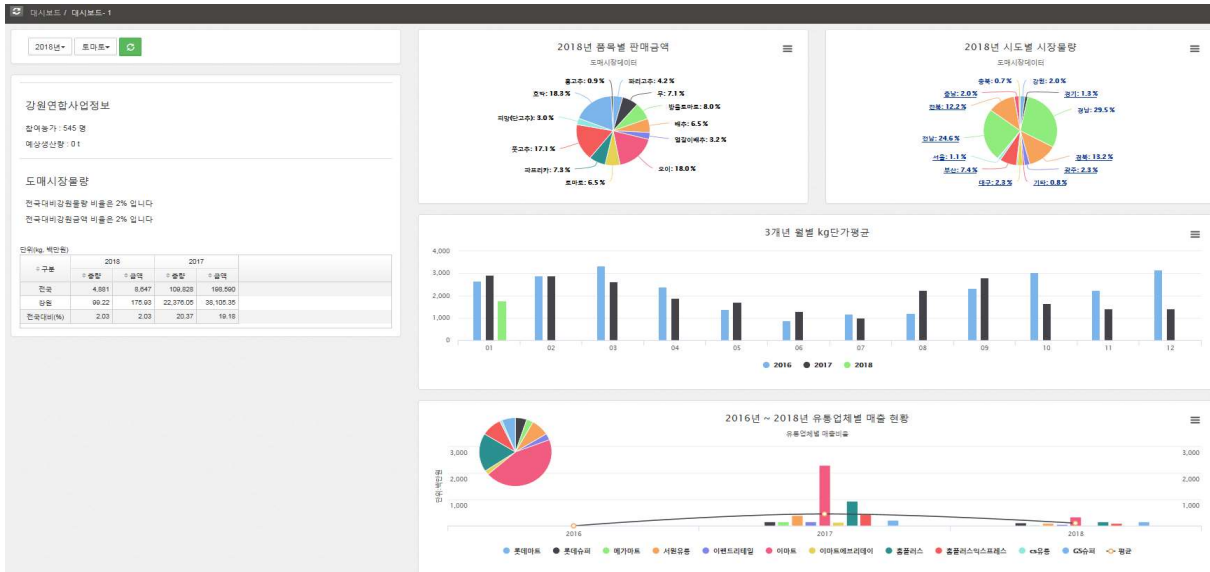 대시보드 / 대시보드-1
2018년
토마토
강원연합사업정보
참여농가 : 545 명
예상생산량 : 0 t
도매시장물량
전국대비강원물량 비율은 2% 입니다
전국대비강원금액 비율은 2% 입니다
단위(kg, 백만원)
구분 2018 2017
중량 금액 중량 금액
전국 4,881 8,647 109,828 198,590
강원 99.22 175.93 22,376.05 38,105.35
전국대비(%) 2.03 2.03 20.37 19.18
2018년 품목별 판매금액
도매시장데이터
홍고추: 0.9 %
파리고추: 4.2 %
호박: 18.3 %
무: 7.1 %
방울토마토: 8.0 %
피망(단고추): 3.0 %
배추: 6.5 %
얼갈이배추: 3.2 %
풋고추: 17.1 %
파프리카: 7.3 %
오이: 18.0 %
토마토: 6.5 %
2018년 시도별 시장물량
도매시장데이터
충북: 0.7 %
강원: 2.0 %
충남: 2.0 %
경기: 1.3 %
전북: 12.2 %
경남: 29.5 %
전남: 24.6 %
서울: 1.1 %
경북: 13.2 %
부산: 7.4 %
광주: 2.3 %
대구: 2.3 %
기타: 0.8 %
3개년 월별 kg단가평균
4,000
3,000
2,000
1,000
0
01 02 03 04 05 06 07 08 09 10 11 12
2016 2017 2018
2016년 ~ 2018년 유통업체별 매출 현황
유통업체별 매출비율
단위:백만원
3,000 3,000
2,000 2,000
1,000 1,000
2016 2017 2018
롯데마트 롯데슈퍼 메가마트 서원유통 이랜드리테일 이마트 이마트에브리데이 홈플러스 홈플러스익스프레스 cs유통 GS슈퍼 평균